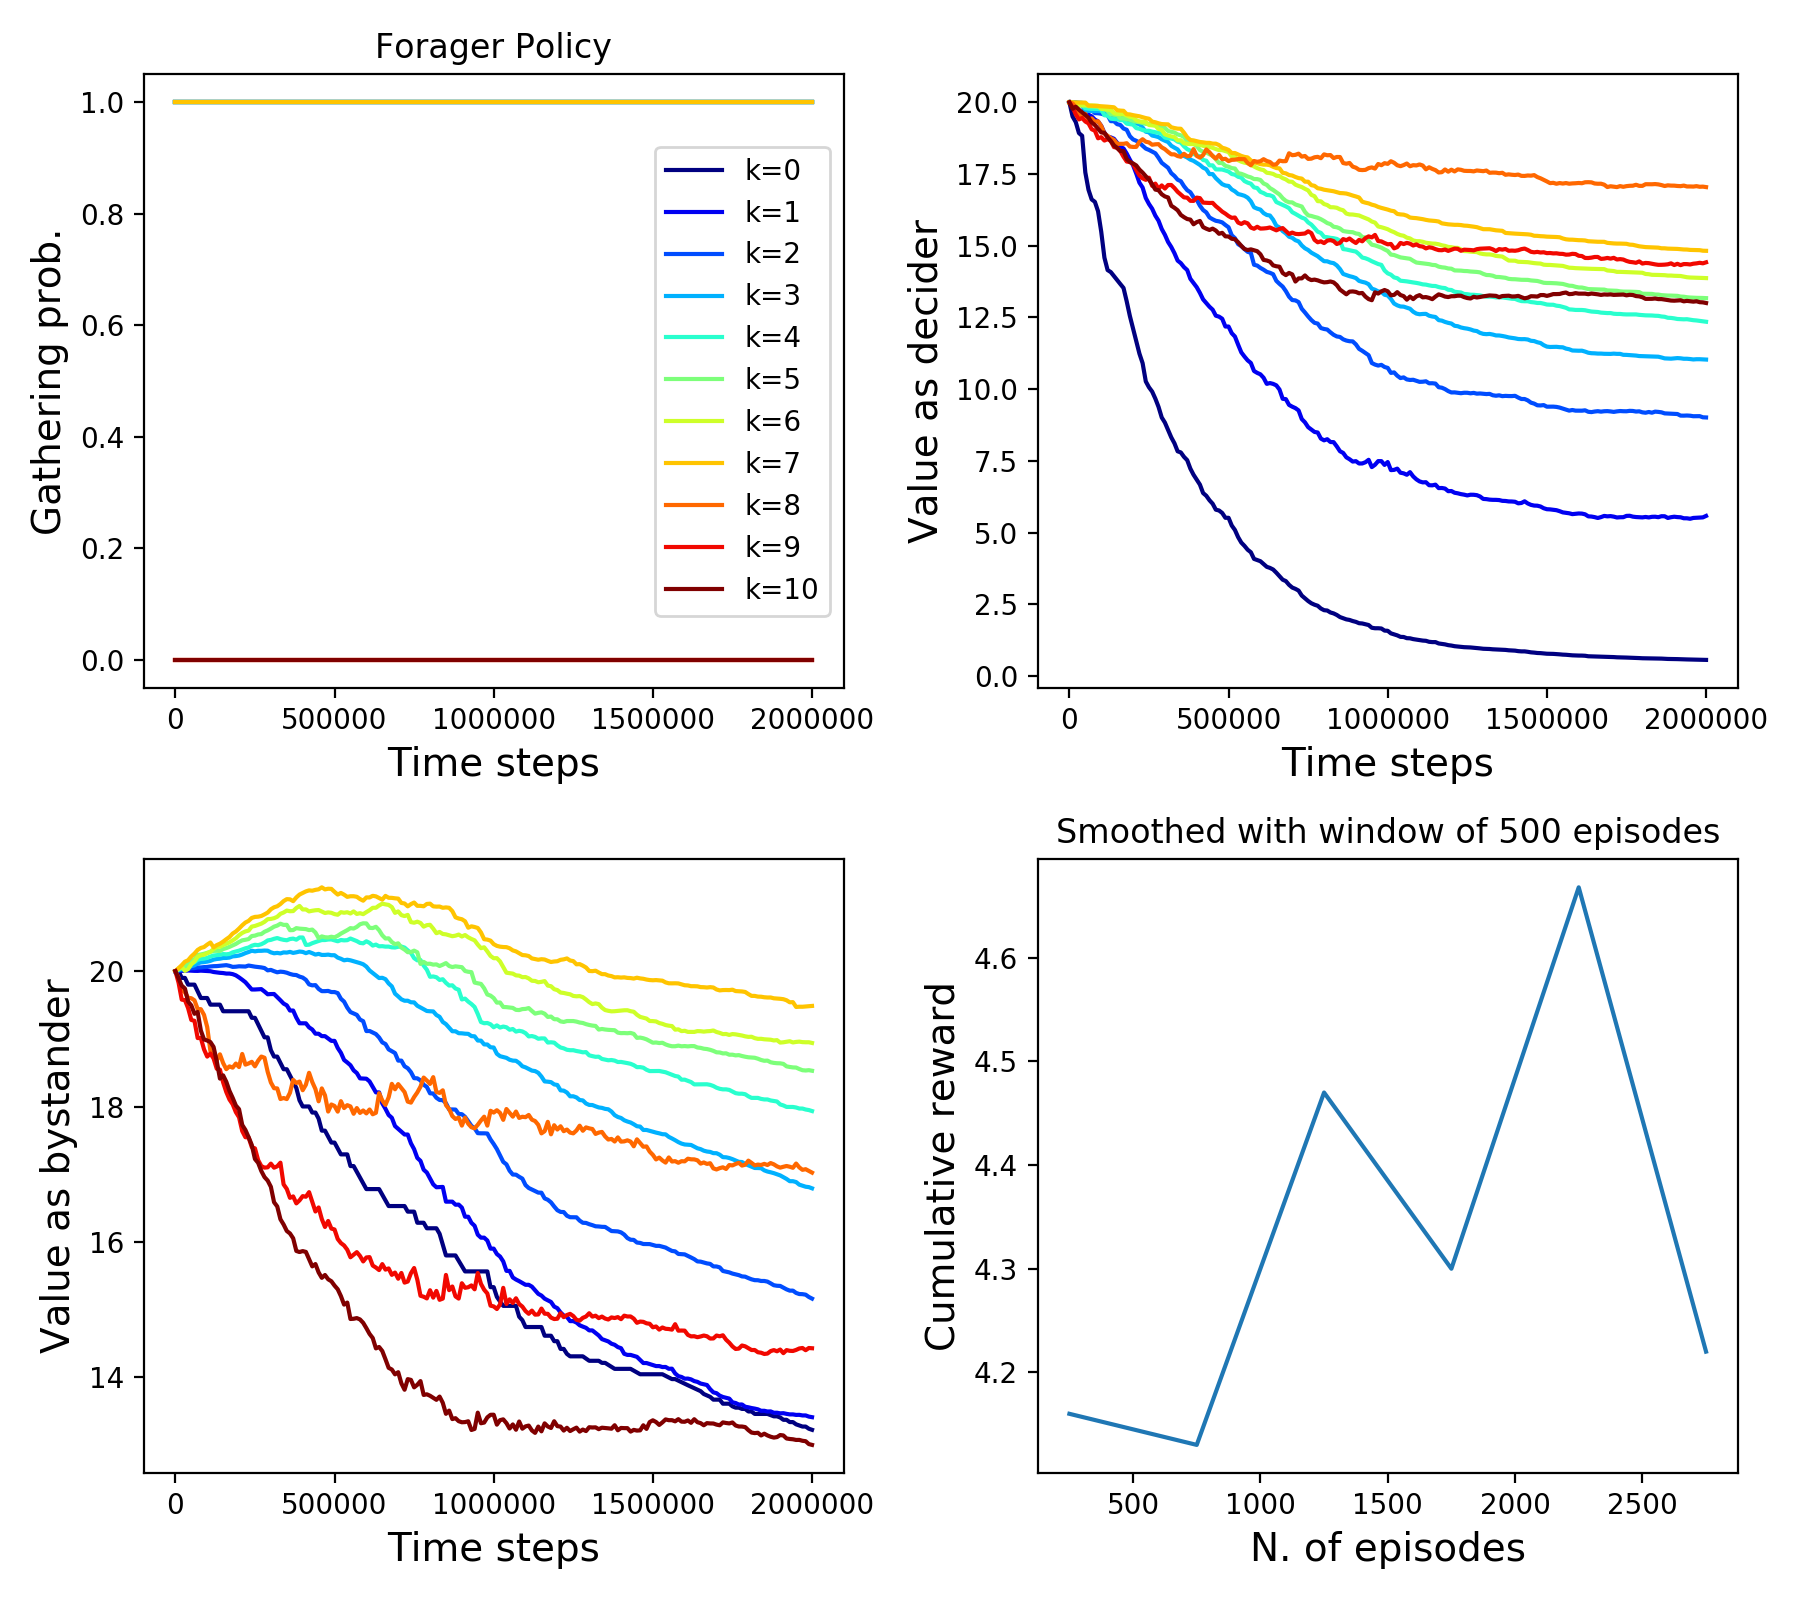 Forager Policy
Gathering prob.
1.0
0.8
0.6
0.4
0.2
0.0
k=0
k=1
k=2
k=3
k=4
k=5
k=6
k=7
k=8
k=9
k=10
0 500000 1000000 1500000 2000000
Time steps
Value as decider
20.0
17.5
15.0
12.5
10.0
7.5
5.0
2.5
0.0
0 500000 1000000 1500000 2000000
Time steps
Value as bystander
20
18
16
14
0 500000 1000000 1500000 2000000
Time steps
Smoothed with window of 500 episodes
Cumulative reward
4.6
4.5
4.4
4.3
4.2
500 1000 1500 2000 2500
N. of episodes